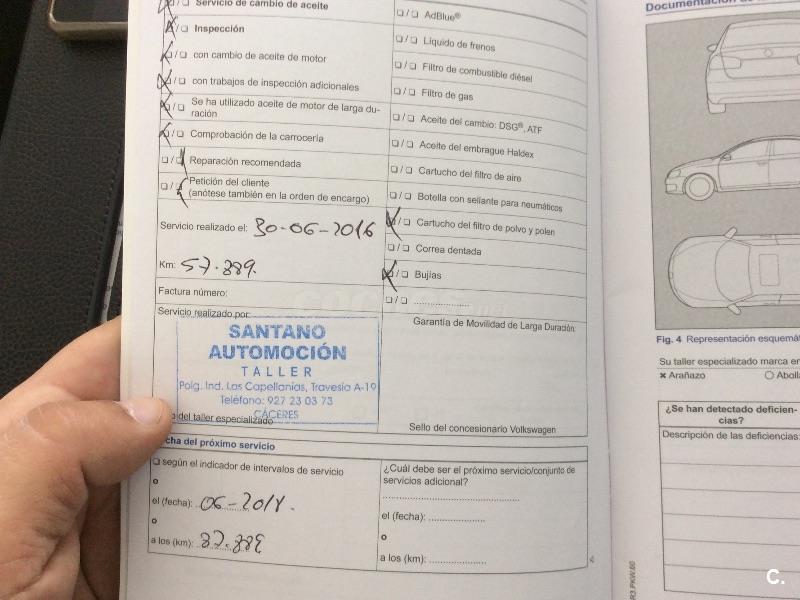 Servicio de cambio de aceite
Inspección
con cambio de aceite de motor
con trabajos de inspección adicionales
Se ha utilizado aceite de motor de larga du-
ración
Comprobación de la carrocería
Reparación recomendada
Petición del cliente
(anótese también en la orden de encargo)
Servicio realizado el: 30-06-2016
Km: 57.889.
Factura número:
Servicio realizado por:
SANTANO
AUTOMOCIÓN
TALLER
Polg. Ind. Las Capellanías, Travesía A-19
Teléfono: 927 23 03 73
CÁCERES
del taller especializado
❑ / ❑ AdBlue®
❑ / ❑ Líquido de frenos
❑ / ❑ Filtro de combustible diésel
❑ / ❑ Filtro de gas
❑ / ❑ Aceite del cambio: DSG®, ATF
❑ / ❑ Aceite del embrague Haldex
❑ / ❑ Cartucho del filtro de aire
❑ / ❑ Botella con sellante para neumáticos
Cartucho del filtro de polvo y polen
❑ / ❑ Correa dentada
Bujías
❑ / ❑ ....................
Garantía de Movilidad de Larga Duración:
Sello del concesionario Volkswagen
cha del próximo servicio
❑ según el indicador de intervalos de servicio
o
el (fecha): 06-2018.
o
a los (km): 87.889
¿Cuál debe ser el próximo servicio/conjunto de
servicios adicional?
el (fecha): ....................
o
a los (km): ....................
Documentación
Fig. 4 Representación esquemá
Su taller especializado marca en
✖ Arañazo
○ Aboll
¿Se han detectado deficien-
cias?
Descripción de las deficiencias:
R3.PKW.60
C.